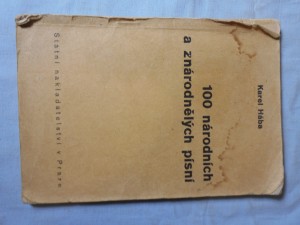 Karel Hába
100 národních
a znárodnělých písní
Státní nakladatelství v Praze